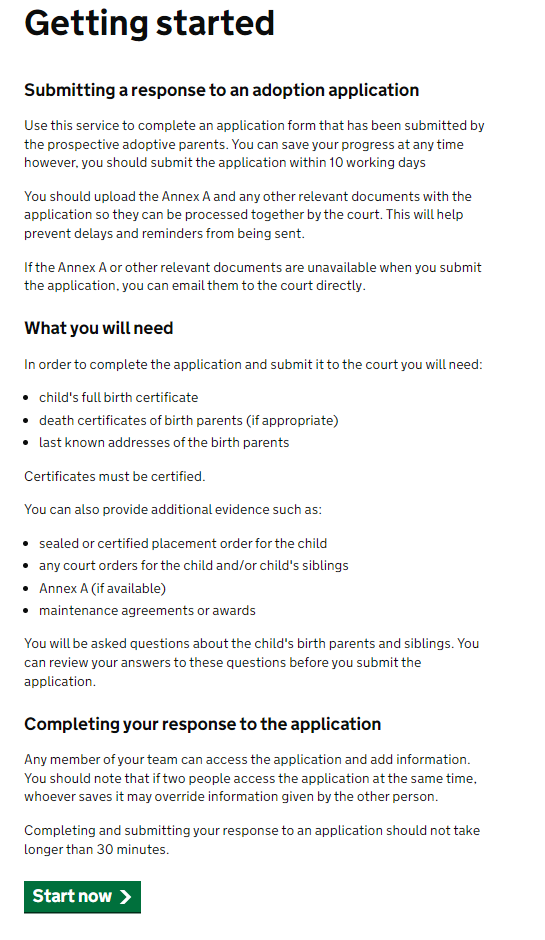 Getting started
Submitting a response to an adoption application
Use this service to complete an application form that has been submitted by
the prospective adoptive parents. You can save your progress at any time
however, you should submit the application within 10 working days
You should upload the Annex A and any other relevant documents with the
application so they can be processed together by the court. This will help
prevent delays and reminders from being sent.
If the Annex A or other relevant documents are unavailable when you submit
the application, you can email them to the court directly.
What you will need
In order to complete the application and submit it to the court you will need:
• child's full birth certificate
• death certificates of birth parents (if appropriate)
• last known addresses of the birth parents
Certificates must be certified.
You can also provide additional evidence such as:
• sealed or certified placement order for the child
• any court orders for the child and/or child's siblings
• Annex A (if available)
• maintenance agreements or awards
You will be asked questions about the child's birth parents and siblings. You
can review your answers to these questions before you submit the
application.
Completing your response to the application
Any member of your team can access the application and add information.
You should note that if two people access the application at the same time,
whoever saves it may override information given by the other person.
Completing and submitting your response to an application should not take
longer than 30 minutes.
Start now